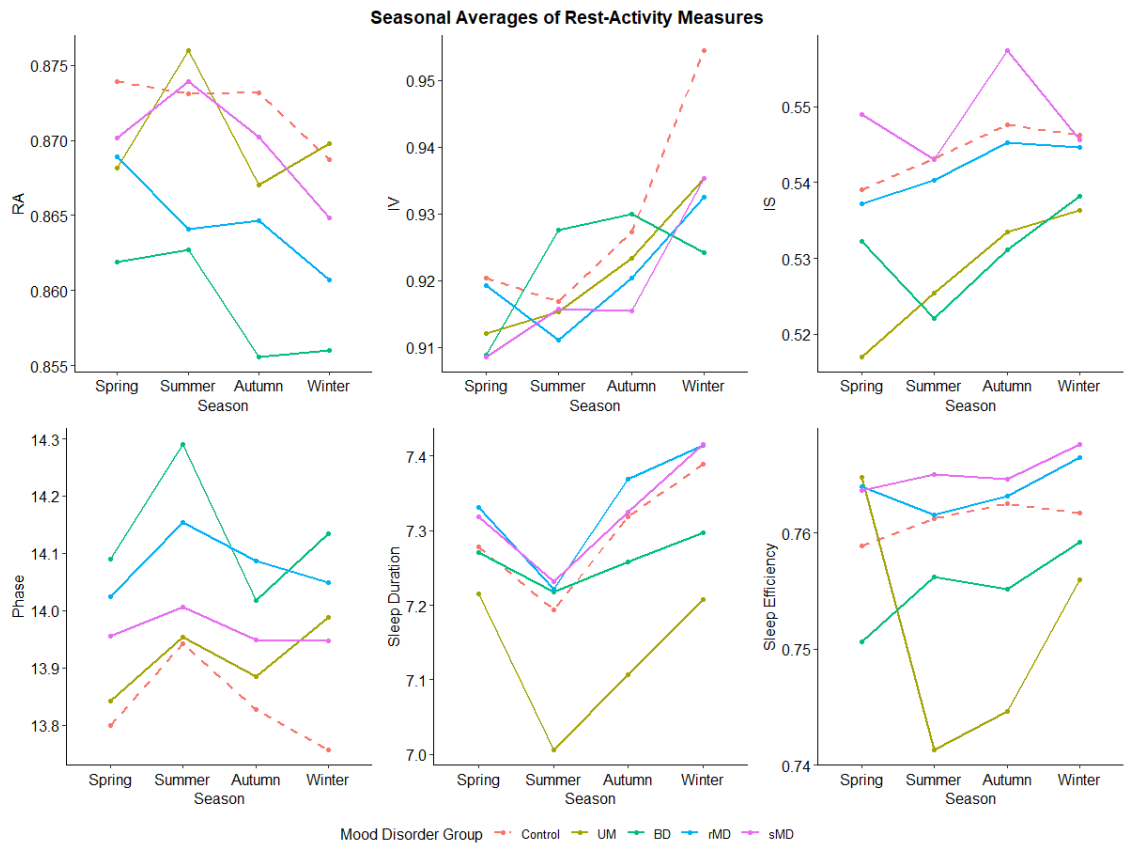 Seasonal Averages of Rest-Activity Measures
RA
0.875
0.870
0.865
0.860
0.855
Spring Summer Autumn Winter
Season
IV
0.95
0.94
0.93
0.92
0.91
Spring Summer Autumn Winter
Season
IS
0.55
0.54
0.53
0.52
Spring Summer Autumn Winter
Season
Phase
14.3
14.2
14.1
14.0
13.9
13.8
Spring Summer Autumn Winter
Season
Sleep Duration
7.4
7.3
7.2
7.1
7.0
Spring Summer Autumn Winter
Season
Sleep Efficiency
0.76
0.75
0.74
Spring Summer Autumn Winter
Season
Mood Disorder Group Control UM BD rMD sMD